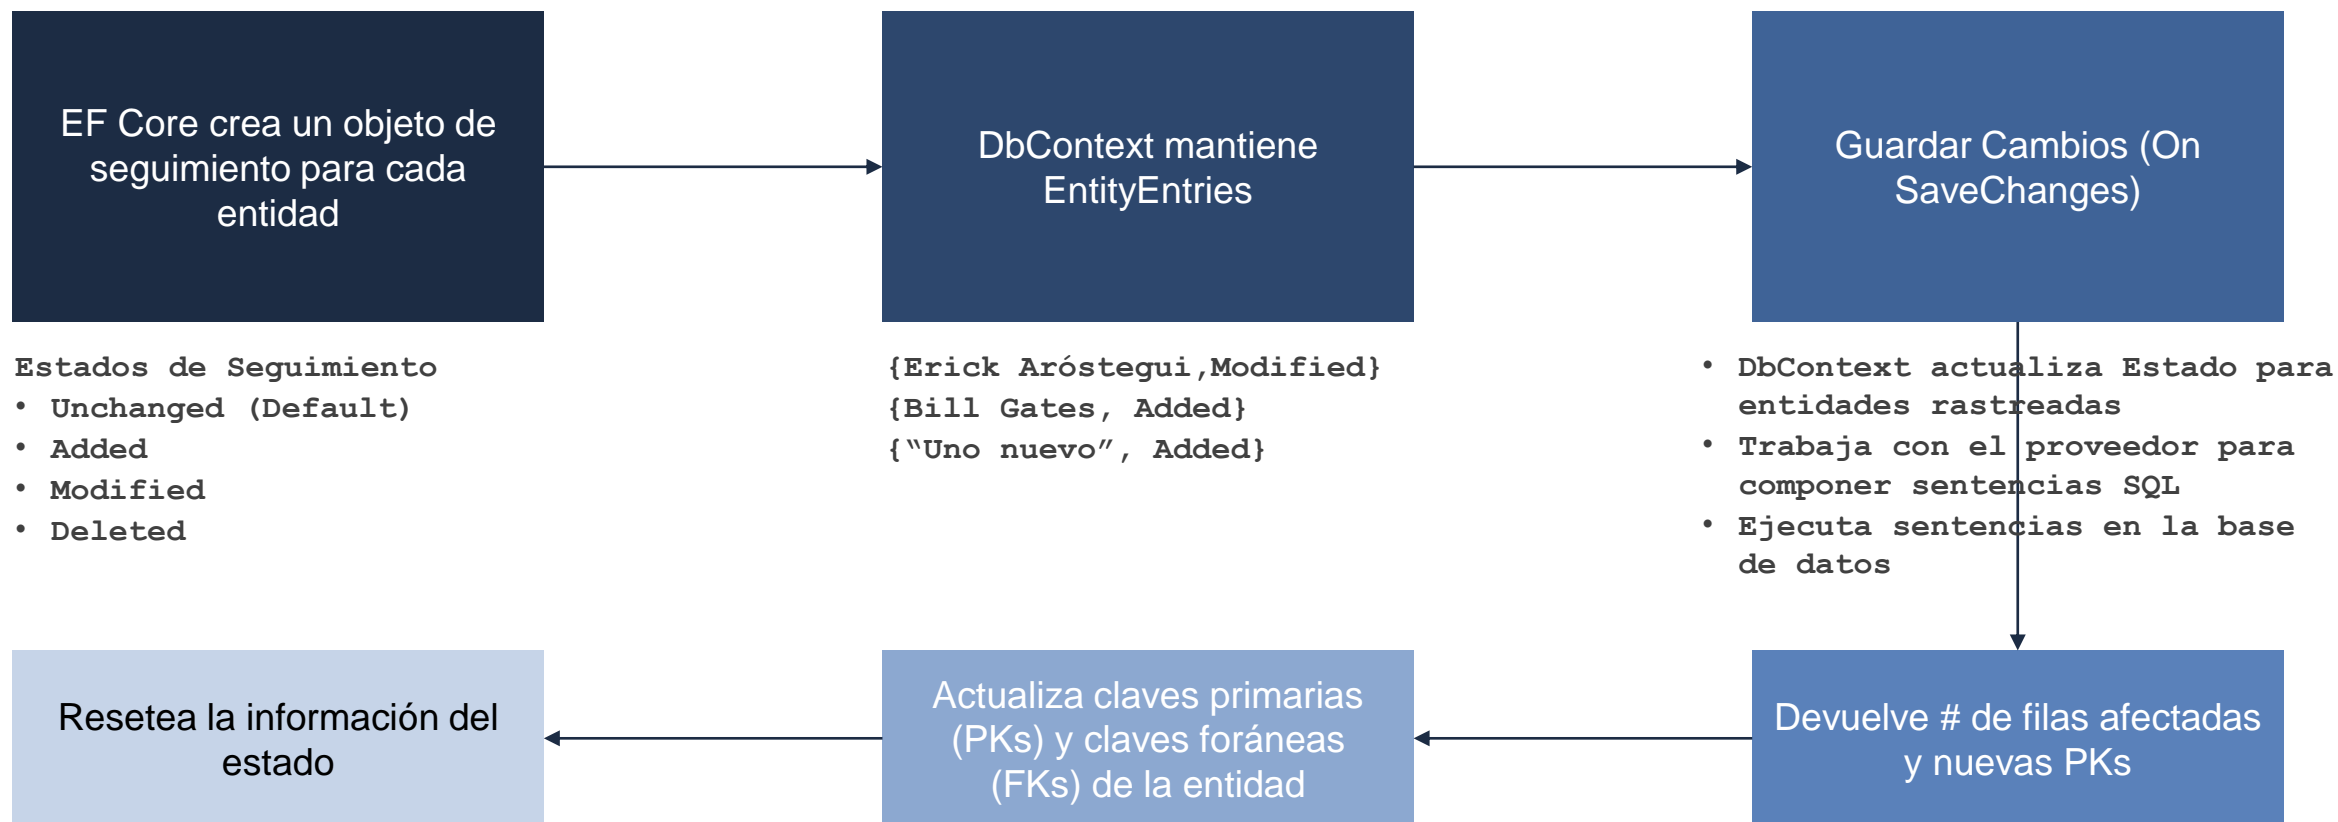 EF Core crea un objeto de
seguimiento para cada
entidad
DbContext mantiene
EntityEntries
Guardar Cambios (On
SaveChanges)
Estados de Seguimiento
• Unchanged (Default)
• Added
• Modified
• Deleted
{Erick Aróstegui,Modified}
{Bill Gates, Added}
{“Uno nuevo”, Added}
• DbContext actualiza Estado para
entidades rastreadas
• Trabaja con el proveedor para
componer sentencias SQL
• Ejecuta sentencias en la base
de datos
Resetea la información del
estado
Actualiza claves primarias
(PKs) y claves foráneas
(FKs) de la entidad
Devuelve # de filas afectadas
y nuevas PKs